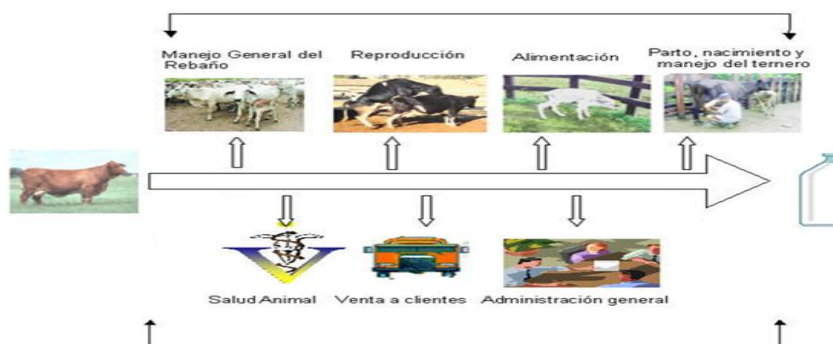 Manejo General del
Rebaño
Reproducción
Alimentación
Parto, nacimiento y
manejo del ternero
Salud Animal
Venta a clientes
Administración general